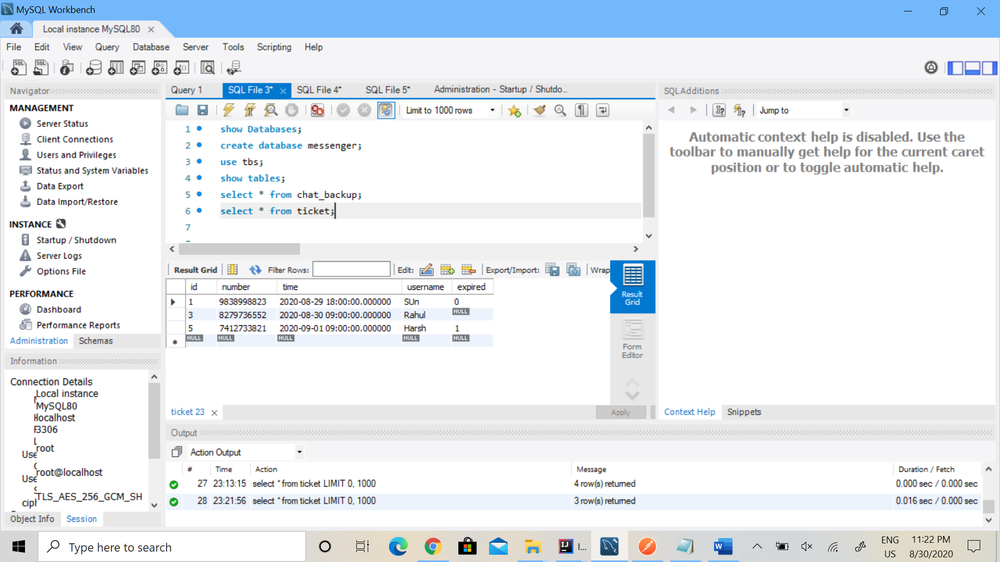 MySQL Workbench
Local instance MySQL80
File Edit View Query Database Server Tools Scripting Help
Navigator
MANAGEMENT
Server Status
Client Connections
Users and Privileges
Status and System Variables
Data Export
Data Import/Restore
INSTANCE
Startup / Shutdown
Server Logs
Options File
PERFORMANCE
Dashboard
Performance Reports
Administration Schemas
Information
Connection Details
Local instance
MySQL80
localhost
3306
root
Use
root@localhost
Use
TLS_AES_256_GCM_SH
ciph
Object Info Session
Query 1 SQL File 3* SQL File 4* SQL File 5* Administration - Startup / Shutdo...
Limit to 1000 rows
1 show Databases;
2 create database messenger;
3 use tbs;
4 show tables;
5 select * from chat_backup;
6 select * from ticket;
7
Result Grid Filter Rows: Edit: Export/Import: Wrap
id number time username expired
1 9838998823 2020-08-29 18:00:00.000000 SUn 0
3 8279736552 2020-08-30 09:00:00.000000 Rahul NULL
5 7412733821 2020-09-01 09:00:00.000000 Harsh 1
NULL NULL NULL NULL NULL
Result
Grid
Form
Editor
ticket 23
Apply
SQLAdditions
Jump to
Automatic context help is disabled. Use the
toolbar to manually get help for the current caret
position or to toggle automatic help.
Context Help Snippets
Output
Action Output
# Time Action Message Duration / Fetch
27 23:13:15 select * from ticket LIMIT 0, 1000 4 row(s) returned 0.000 sec / 0.000 sec
28 23:21:56 select * from ticket LIMIT 0, 1000 3 row(s) returned 0.016 sec / 0.000 sec
Type here to search
I...
ENG
US
11:22 PM
8/30/2020